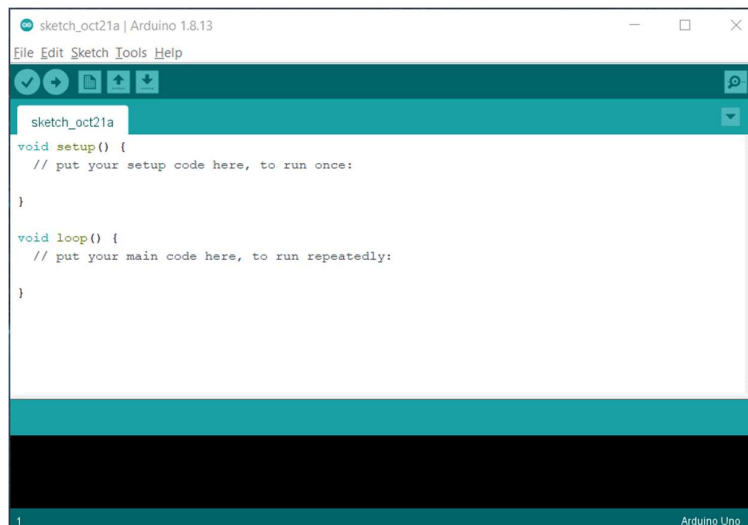 sketch_oct21a | Arduino 1.8.13
File Edit Sketch Tools Help
sketch_oct21a
void setup() {
  // put your setup code here, to run once:
}
void loop() {
  // put your main code here, to run repeatedly:
}
1 Arduino Uno